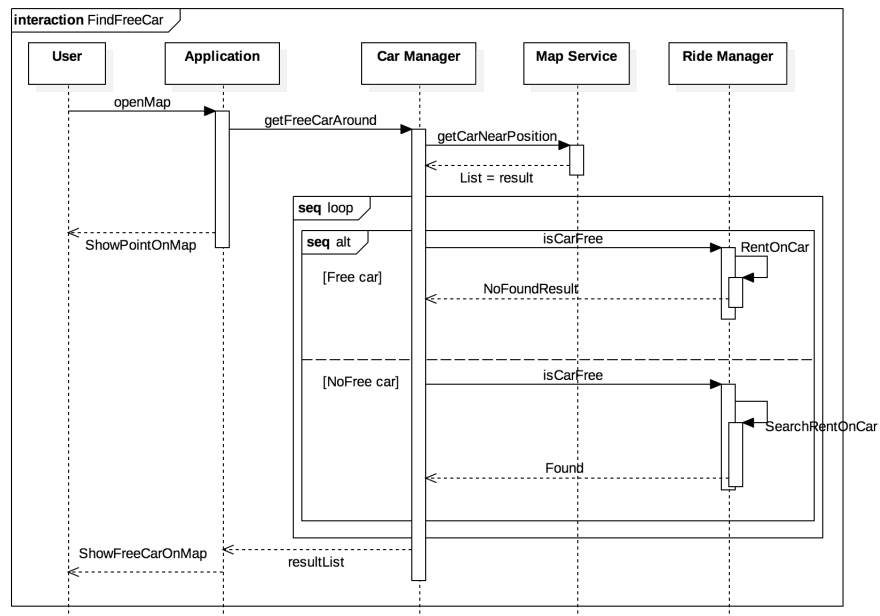 interaction FindFreeCar
User
Application
Car Manager
Map Service
Ride Manager
openMap
getFreeCarAround
getCarNearPosition
List = result
seq loop
ShowPointOnMap
seq alt
isCarFree
RentOnCar
[Free car]
NoFoundResult
[NoFree car]
isCarFree
SearchRentOnCar
Found
ShowFreeCarOnMap
resultList